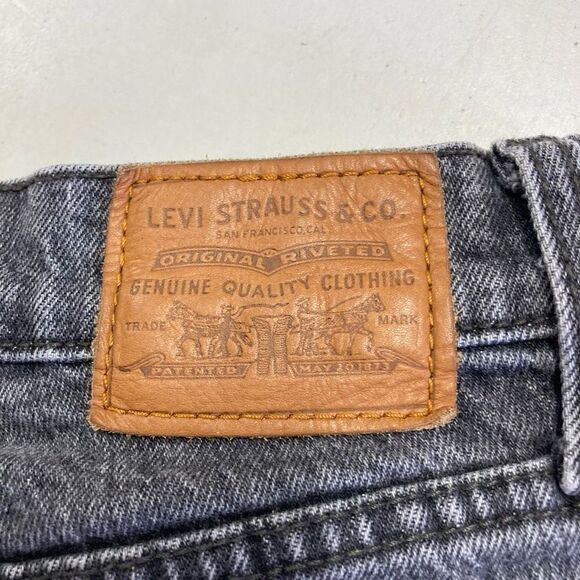 LEVI STRAUSS & CO.
SAN FRANCISCO, CAL.
ORIGINAL RIVETED
GENUINE QUALITY CLOTHING
TRADE MARK
PATENTED MAY 20 1873